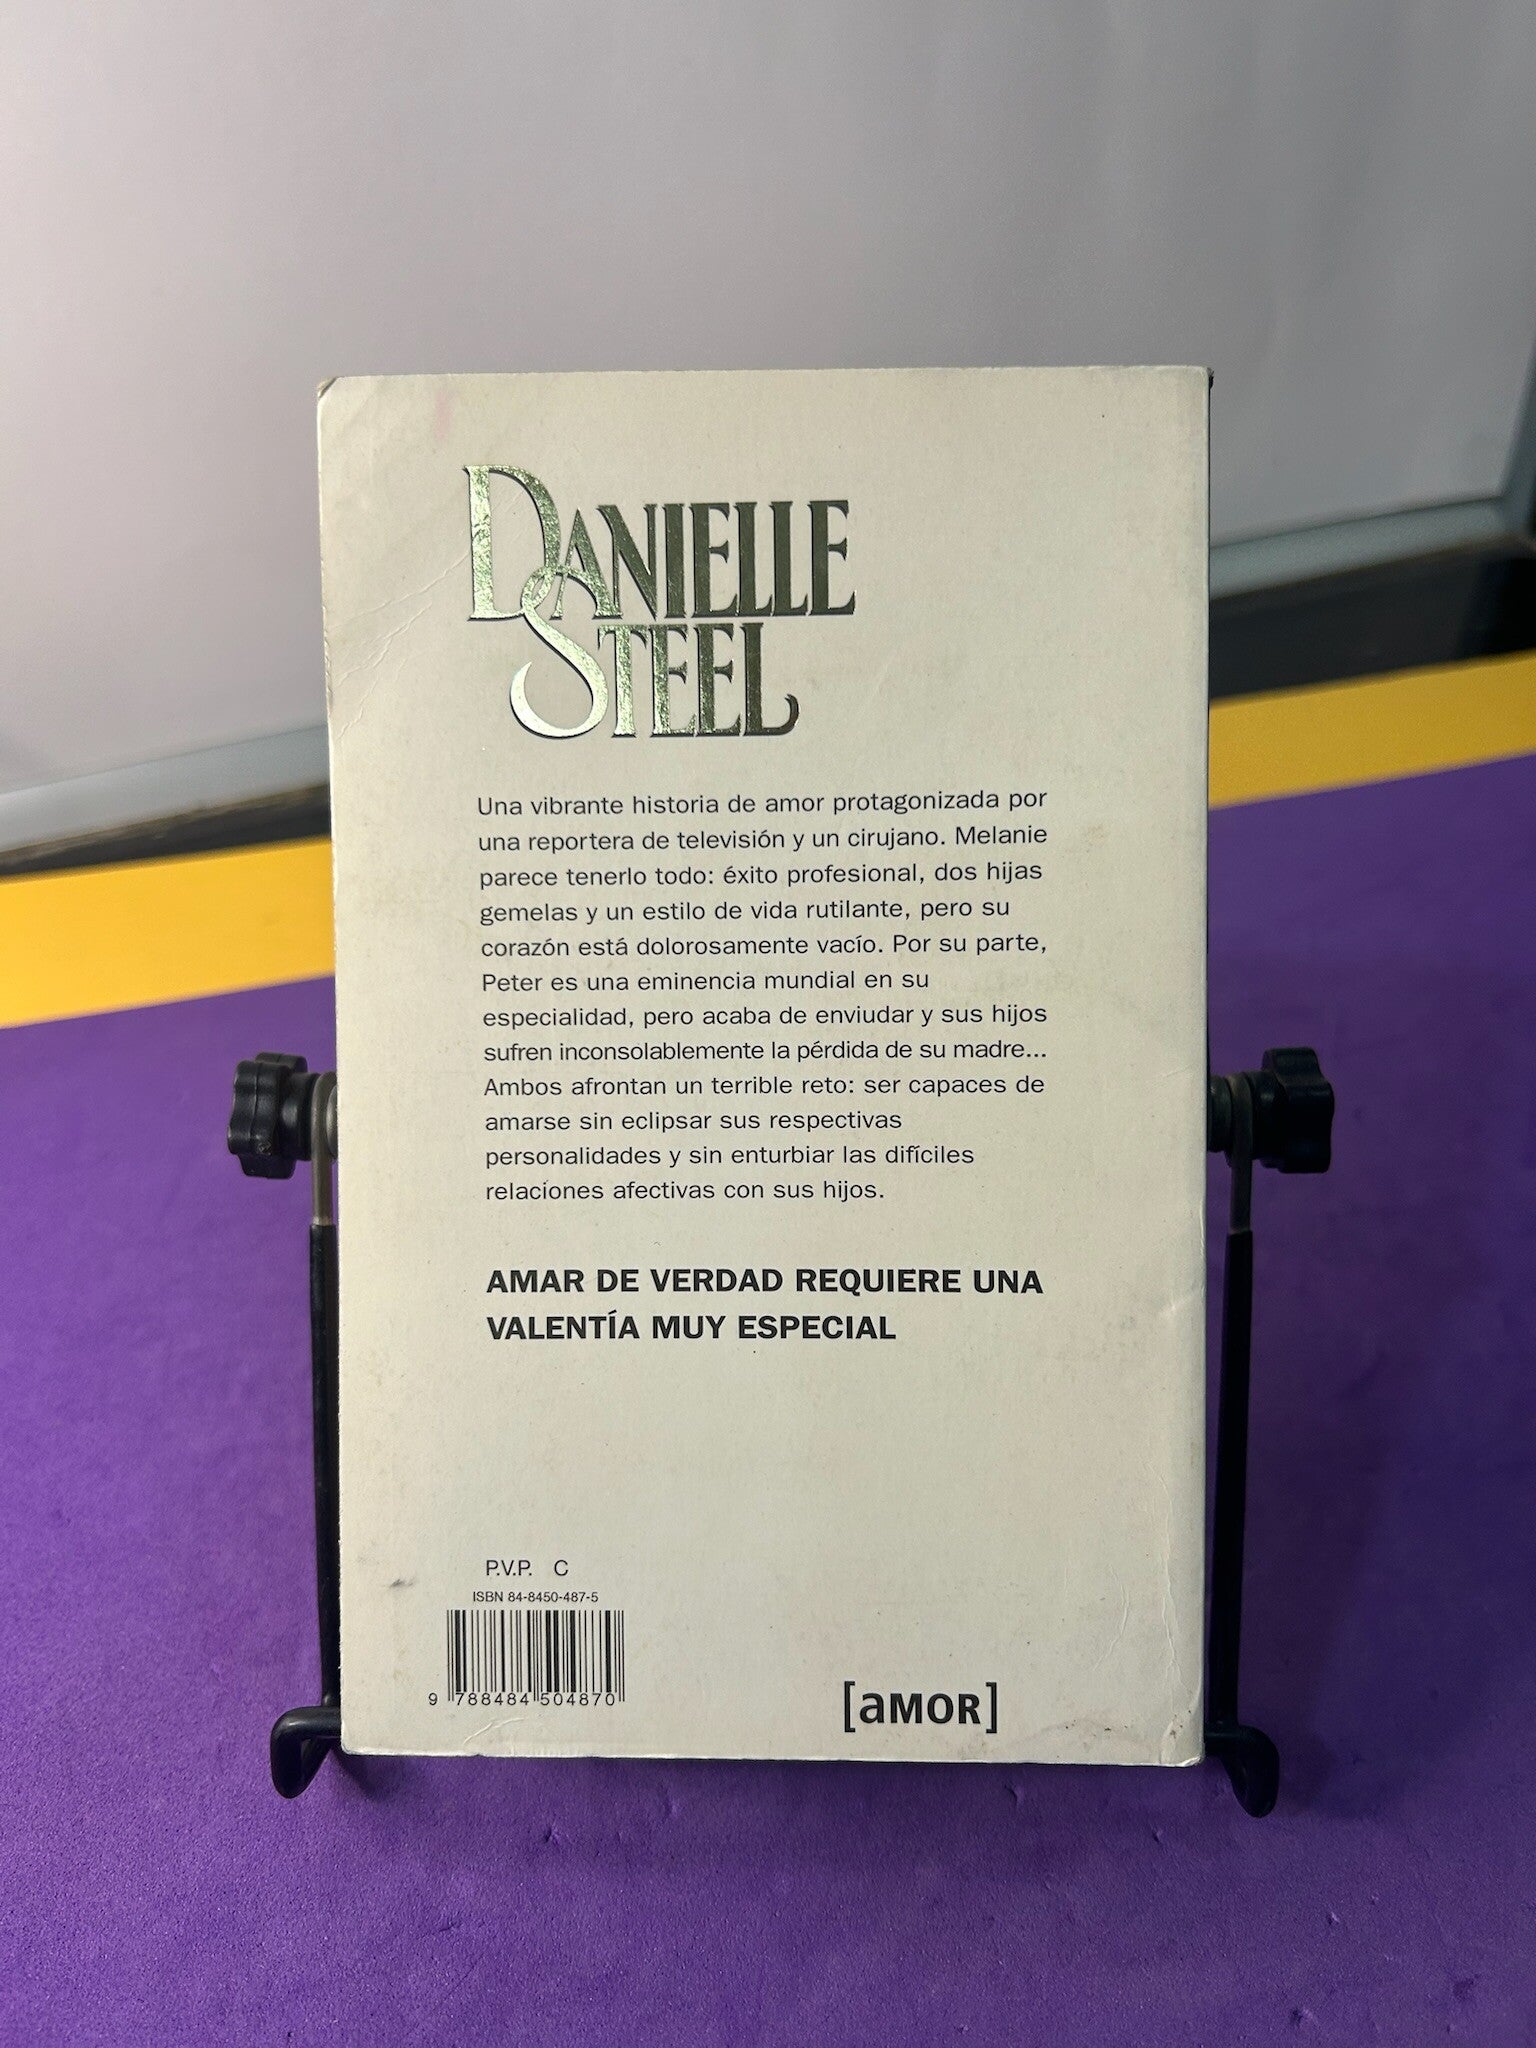 DANIELLE
STEEL
Una vibrante historia de amor protagonizada por
una reportera de televisión y un cirujano. Melanie
parece tenerlo todo: éxito profesional, dos hijas
gemelas y un estilo de vida rutilante, pero su
corazón está dolorosamente vacío. Por su parte,
Peter es una eminencia mundial en su
especialidad, pero acaba de enviudar y sus hijos
sufren inconsolablemente la pérdida de su madre...
Ambos afrontan un terrible reto: ser capaces de
amarse sin eclipsar sus respectivas
personalidades y sin enturbiar las difíciles
relaciones afectivas con sus hijos.
AMAR DE VERDAD REQUIERE UNA
VALENTÍA MUY ESPECIAL
P.V.P. C
ISBN 84-8450-487-5
9 788484 504870
[aMOR]